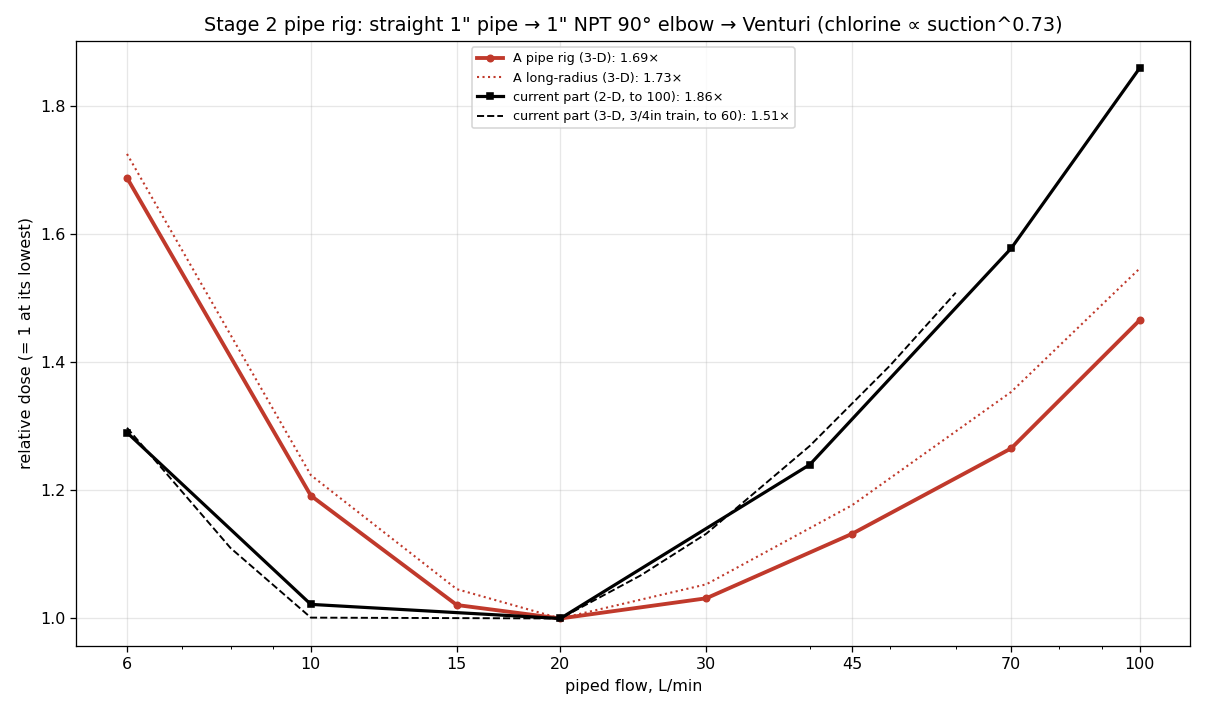 Stage 2 pipe rig: straight 1" pipe → 1" NPT 90° elbow → Venturi (chlorine ∝ suction^0.73)
A pipe rig (3-D): 1.69×
A long-radius (3-D): 1.73×
current part (2-D, to 100): 1.86×
current part (3-D, 3/4in train, to 60): 1.51×
relative dose (= 1 at its lowest)
1.8
1.6
1.4
1.2
1.0
6 10 15 20 30 45 70 100
piped flow, L/min